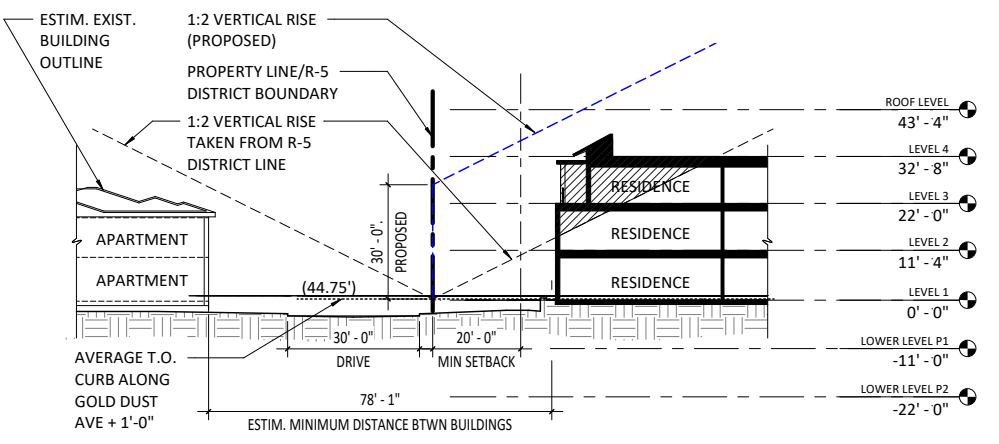 ESTIM. EXIST.
BUILDING
OUTLINE
1:2 VERTICAL RISE
(PROPOSED)
PROPERTY LINE/R-5
DISTRICT BOUNDARY
1:2 VERTICAL RISE
TAKEN FROM R-5
DISTRICT LINE
ROOF LEVEL
43' - 4"
LEVEL 4
32' - 8"
LEVEL 3
22' - 0"
LEVEL 2
11' - 4"
LEVEL 1
0' - 0"
LOWER LEVEL P1
-11' - 0"
LOWER LEVEL P2
-22' - 0"
APARTMENT
APARTMENT
30' - 0".
PROPOSED
RESIDENCE
RESIDENCE
RESIDENCE
(44.75')
30' - 0"
DRIVE
20' - 0"
MIN SETBACK
AVERAGE T.O.
CURB ALONG
GOLD DUST
AVE + 1'-0"
78' - 1"
ESTIM. MINIMUM DISTANCE BTWN BUILDINGS